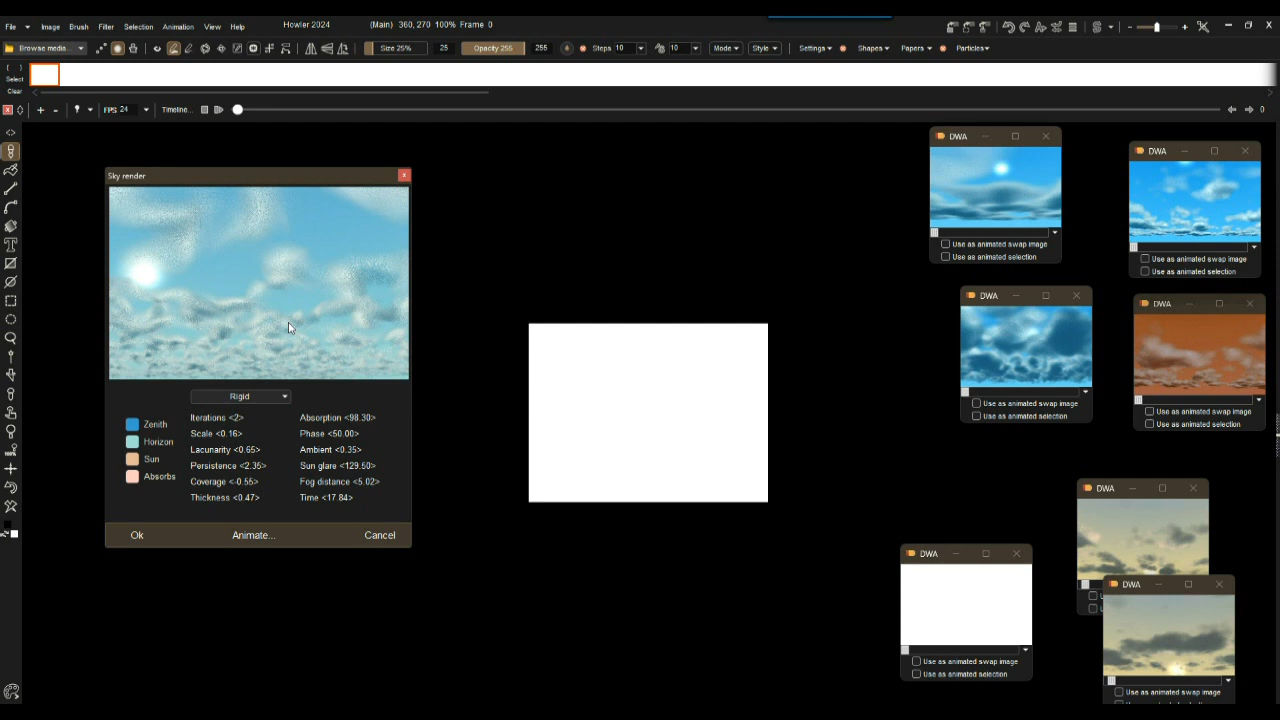 File Image Brush Filter Selection Animation View Help Howler 2024 (Main) 360, 270 100% Frame 0
Browse media... Size 25% 25 Opacity 255 255 Steps 10 10 Mode Style Settings Shapes Papers Particles
Select
Clear
FPS 24 Timeline... 0
DWA
Use as animated swap image
Use as animated selection
DWA
Use as animated swap image
Use as animated selection
Sky render
Rigid
Zenith
Horizon
Sun
Absorbs
Iterations <2>
Scale <0.16>
Lacunarity <0.65>
Persistence <2.35>
Coverage <-0.55>
Thickness <0.47>
Absorption <98.30>
Phase <50.00>
Ambient <0.35>
Sun glare <129.50>
Fog distance <5.02>
Time <17.84>
Ok Animate... Cancel
DWA
Use as animated swap image
Use as animated selection
DWA
Use as animated swap image
Use as animated selection
DWA
DWA
Use as animated swap image
Use as animated selection
DWA
Use as animated swap image